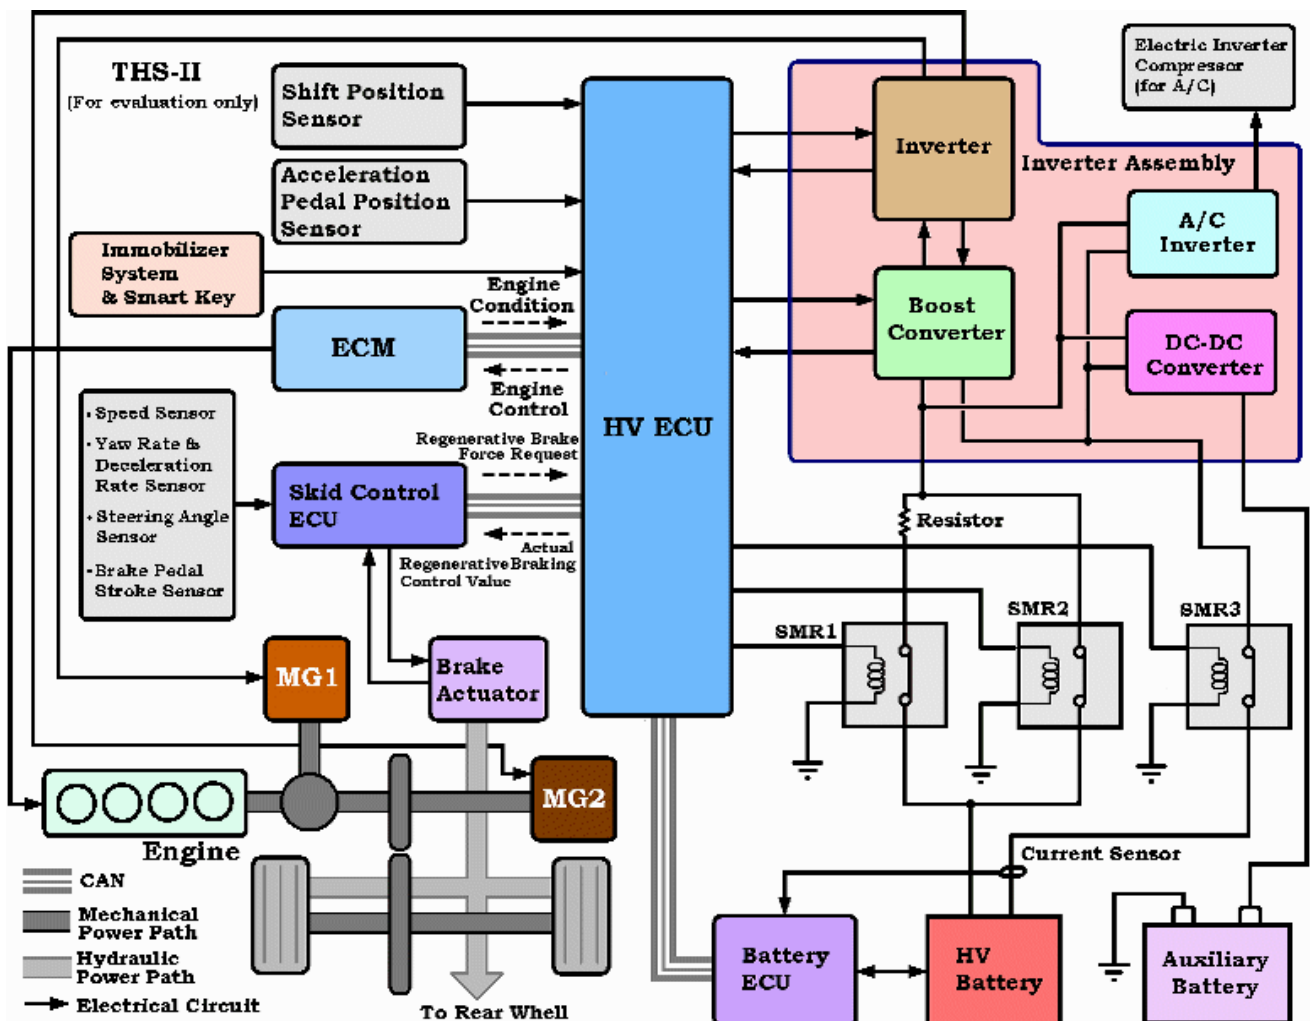 THS-II
(For evaluation only)
Shift Position
Sensor
Acceleration
Pedal Position
Sensor
Immobilizer
System
& Smart Key
Engine
Condition
ECM
Engine
Control
• Speed Sensor
• Yaw Rate &
Deceleration
Rate Sensor
• Steering Angle
Sensor
• Brake Pedal
Stroke Sensor
Regenerative Brake
Force Request
Skid Control
ECU
Actual
Regenerative Braking
Control Value
HV ECU
Inverter
Inverter Assembly
Boost
Converter
Electric Inverter
Compressor
(for A/C)
A/C
Inverter
DC-DC
Converter
Resistor
SMR1
SMR2
SMR3
MG1
Brake
Actuator
MG2
Engine
CAN
Mechanical
Power Path
Hydraulic
Power Path
Electrical Circuit
To Rear Whell
Current Sensor
Battery
ECU
HV
Battery
Auxiliary
Battery